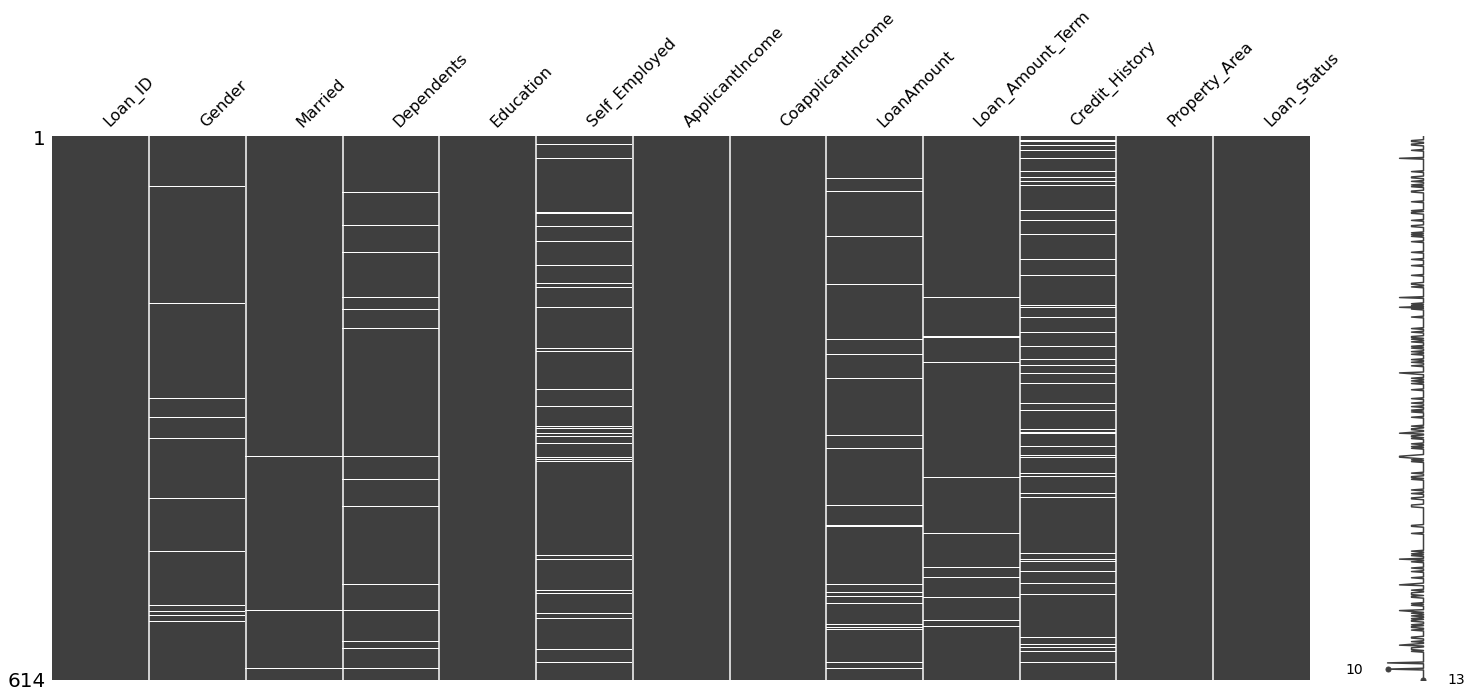 Loan_ID
Gender
Married
Dependents
Education
Self_Employed
ApplicantIncome
CoapplicantIncome
LoanAmount
Loan_Amount_Term
Credit_History
Property_Area
Loan_Status
1
10
13
614